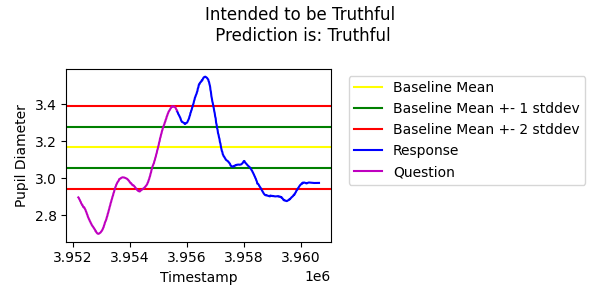 Intended to be Truthful
Prediction is: Truthful
Pupil Diameter
3.4
3.2
3.0
2.8
3.952 3.954 3.956 3.958 3.960
1e6
Timestamp
Baseline Mean
Baseline Mean +- 1 stddev
Baseline Mean +- 2 stddev
Response
Question